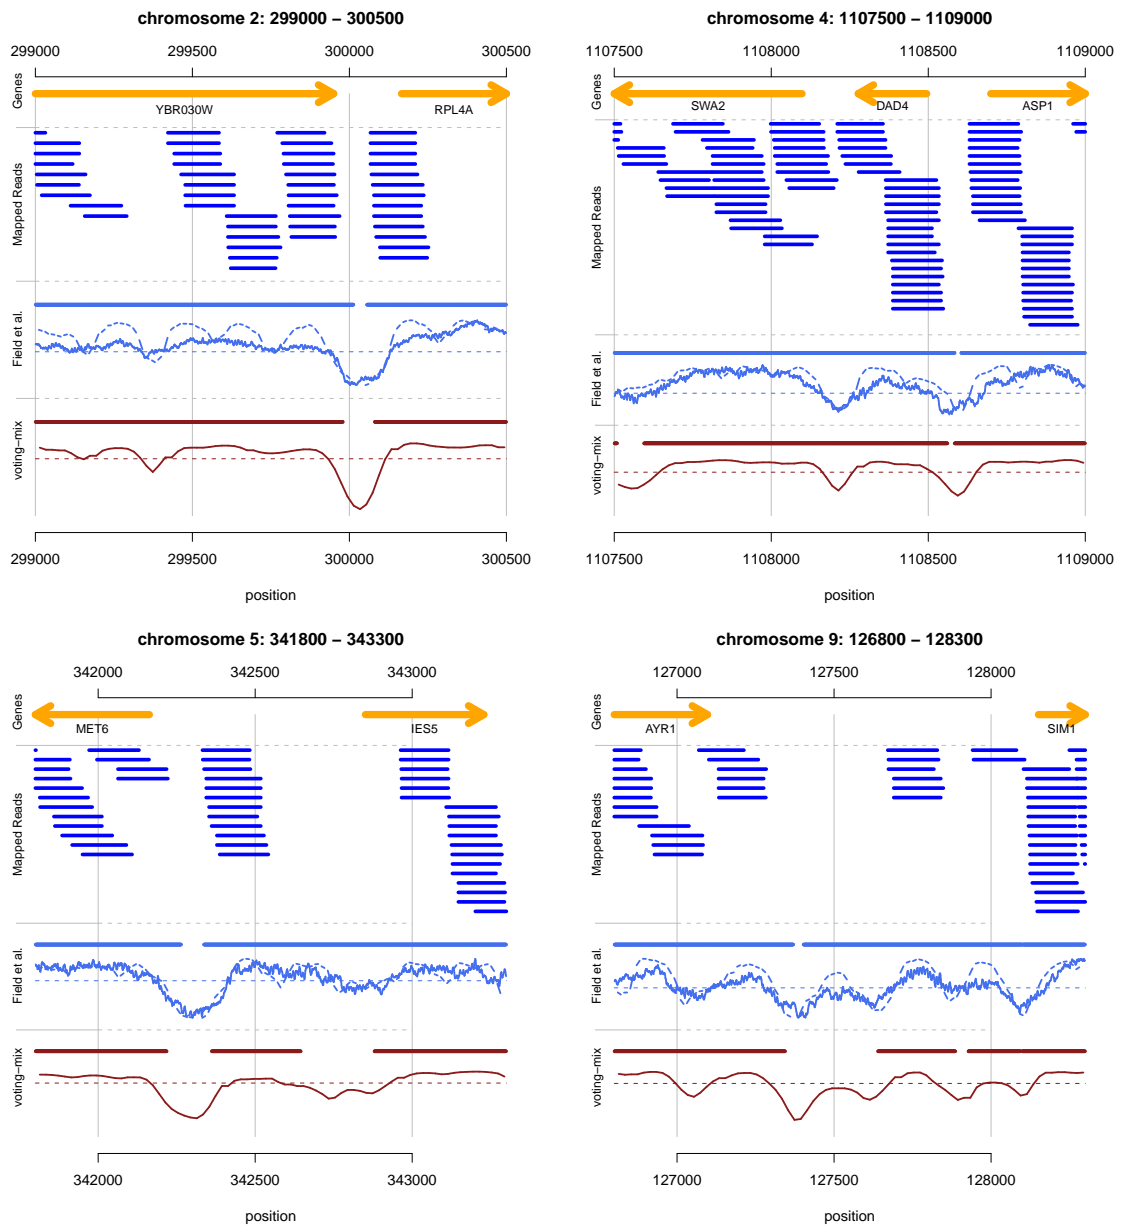 chromosome 2: 299000 – 300500
299000 299500 300000 300500
Genes
YBR030W RPL4A
Mapped Reads
Field et al.
voting−mix
299000 299500 300000 300500
position
chromosome 4: 1107500 – 1109000
1107500 1108000 1108500 1109000
Genes
SWA2 DAD4 ASP1
Mapped Reads
Field et al.
voting−mix
1107500 1108000 1108500 1109000
position
chromosome 5: 341800 – 343300
342000 342500 343000
Genes
MET6 IES5
Mapped Reads
Field et al.
voting−mix
342000 342500 343000
position
chromosome 9: 126800 – 128300
127000 127500 128000
Genes
AYR1 SIM1
Mapped Reads
Field et al.
voting−mix
127000 127500 128000
position